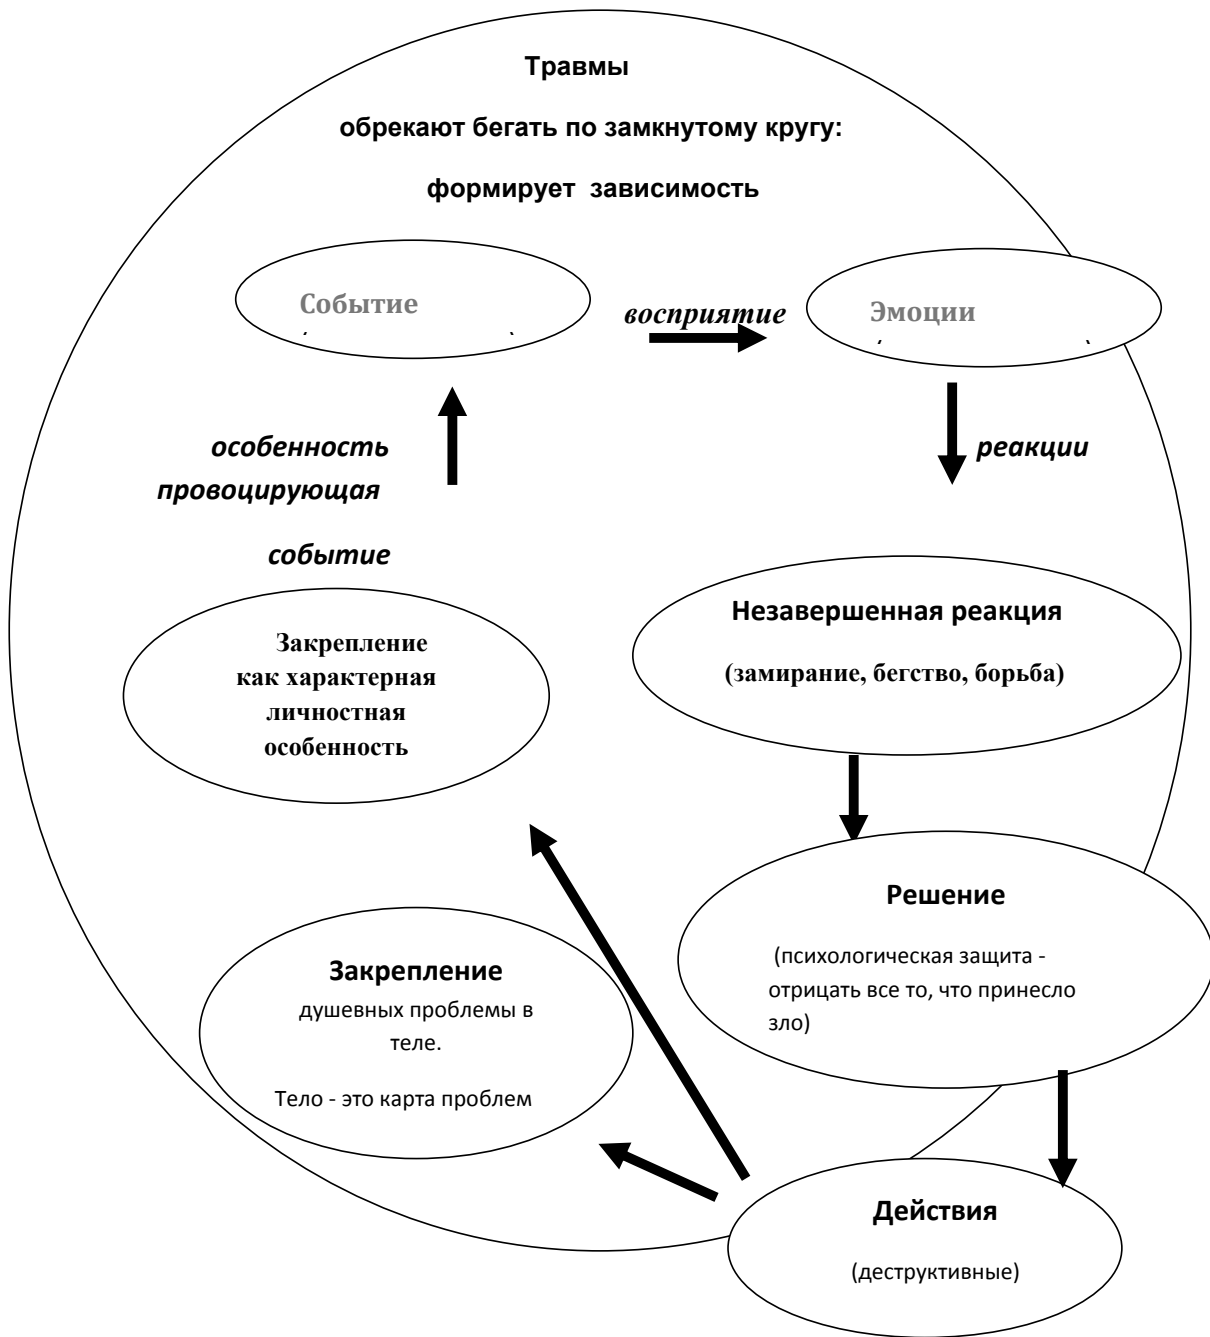 Травмы
обрекают бегать по замкнутому кругу:
формирует зависимость
Событие
восприятие
Эмоции
реакции
особенность
провоцирующая
событие
Незавершенная реакция
(замирание, бегство, борьба)
Закрепление
как характерная
личностная
особенность
Решение
(психологическая защита -
отрицать все то, что принесло
зло)
Закрепление
душевных проблемы в
теле.
Тело - это карта проблем
Действия
(деструктивные)